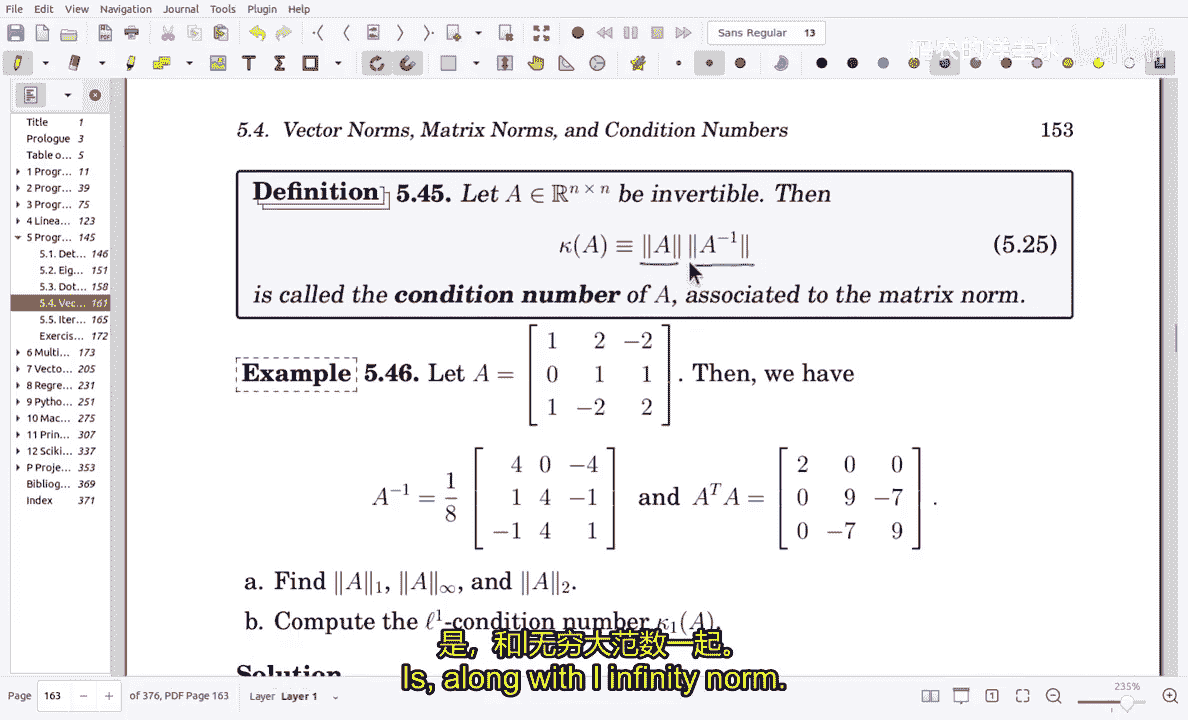 File Edit View Navigation Journal Tools Plugin Help
Sans Regular 13
Title 1
Prologue 3
Table o... 5
1 Progr... 11
2 Progr... 39
3 Progr... 75
4 Linea... 123
5 Prog... 145
5.1. Det... 146
5.2. Eig... 151
5.3. Dot... 158
5.4. Vec... 161
5.5. Iter... 165
Exercis... 172
6 Multi... 173
7 Vecto... 205
8 Regre... 231
9 Pytho... 251
10 Mac... 275
11 Prin... 307
12 Sciki... 337
P Proje... 353
Bibliog... 369
Index 371
5.4. Vector Norms, Matrix Norms, and Condition Numbers 153
Definition 5.45. Let A ∈ ℝⁿ ˣ ⁿ be invertible. Then
κ(A) ≡ ‖A‖ ‖A⁻¹‖ (5.25)
is called the condition number of A, associated to the matrix norm.
1 2 −2
Example 5.46. Let A = 0 1 1 . Then, we have
1 −2 2
4 0 −4 2 0 0
A⁻¹ = 1/8 1 4 −1 and AᵀA = 0 9 −7 .
−1 4 1 0 −7 9
a. Find ‖A‖₁, ‖A‖∞, and ‖A‖₂.
b. Compute the ℓ¹-condition number κ₁(A).
Solution
是，和I无穷大范数一起。
Is, along with I infinity norm.
Page 163 − + of 376, PDF Page 163 Layer Layer 1 235%